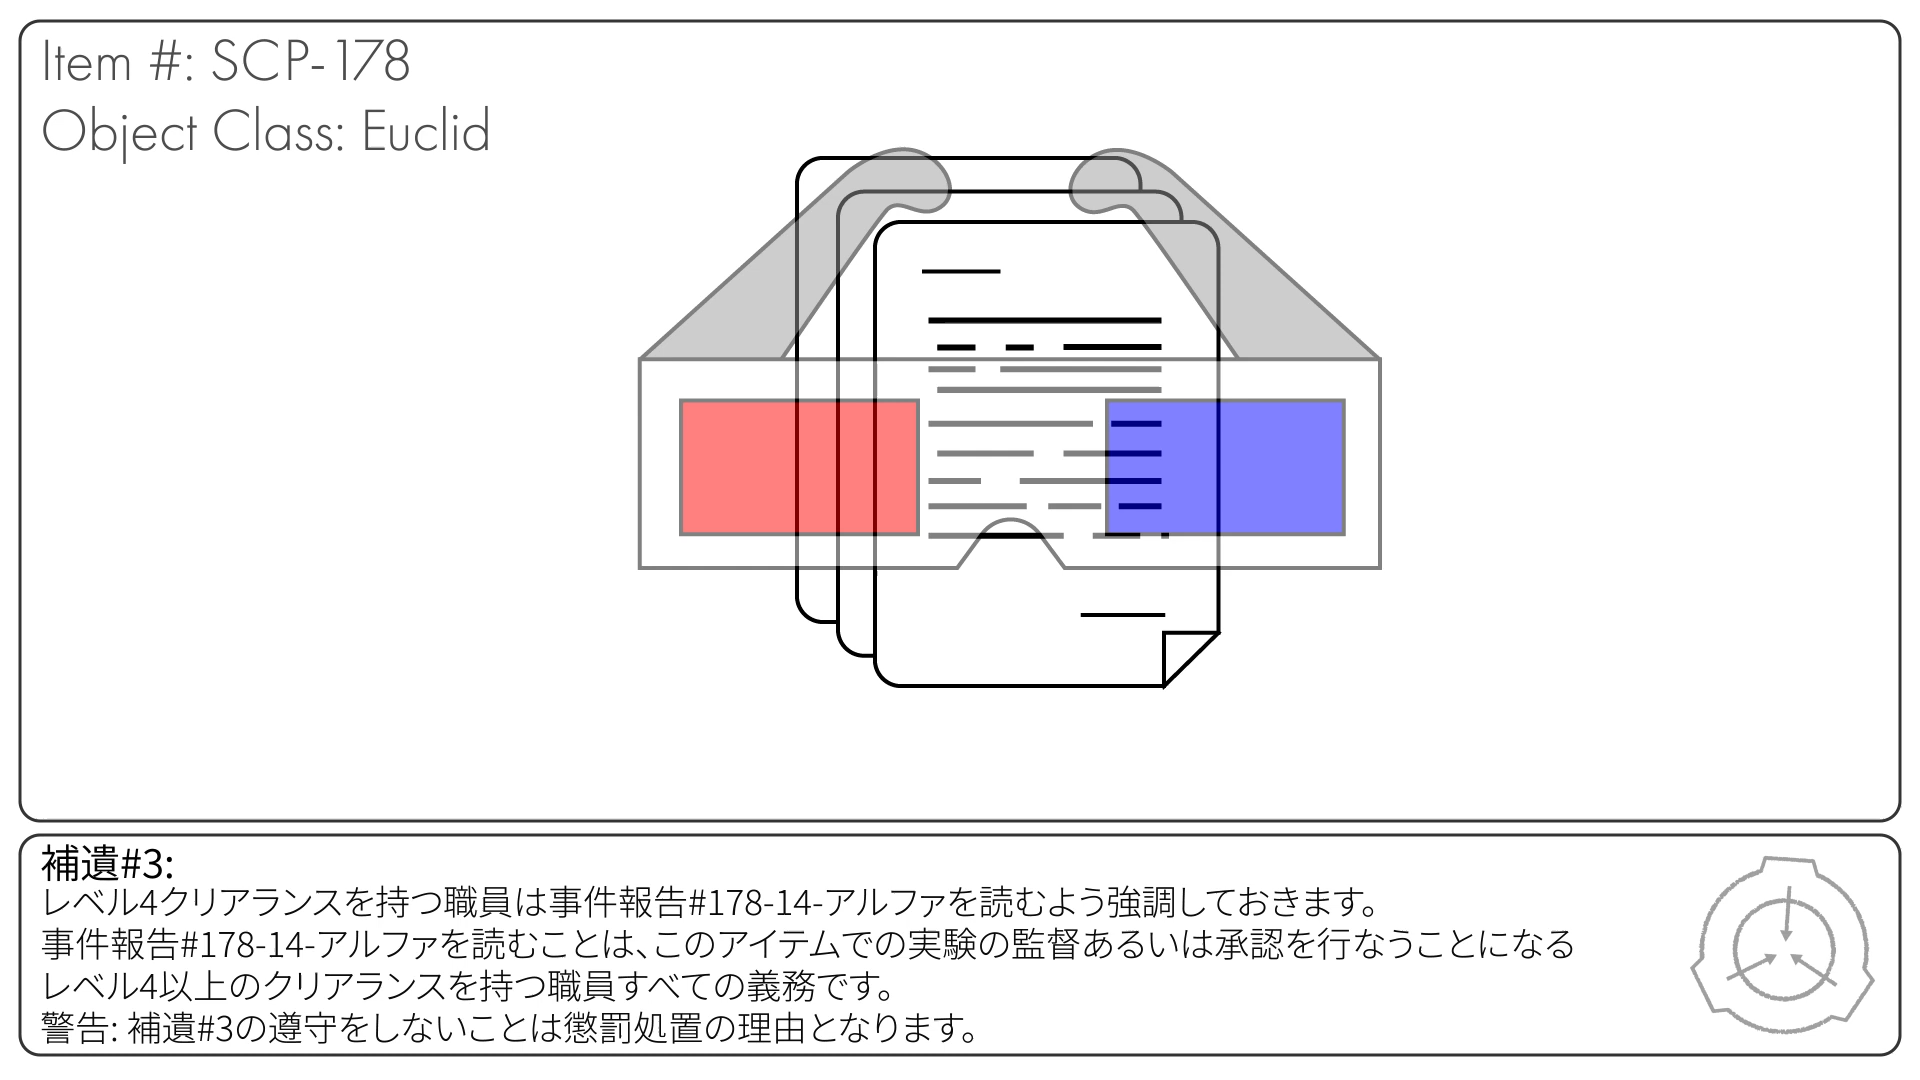 Item #: SCP-178
Object Class: Euclid
補遺#3:
レベル4クリアランスを持つ職員は事件報告#178-14-アルファを読むよう強調しておきます。
事件報告#178-14-アルファを読むことは、このアイテムでの実験の監督あるいは承認を行なうことになる
レベル4以上のクリアランスを持つ職員すべての義務です。
警告: 補遺#3の遵守をしないことは懲罰処置の理由となります。